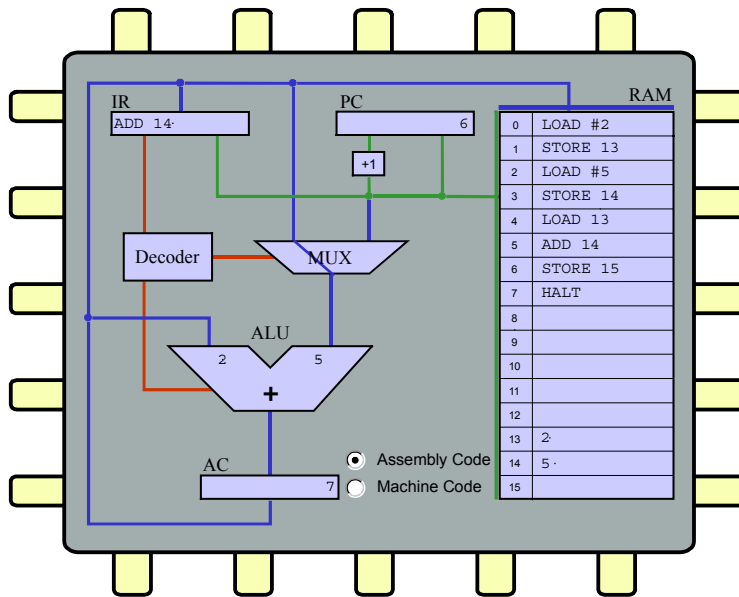 RAM
IR
PC
ADD 14
6
+1
0 LOAD #2
1 STORE 13
2 LOAD #5
3 STORE 14
4 LOAD 13
5 ADD 14
6 STORE 15
7 HALT
8
9
10
11
12
13 2
14 5
15
Decoder
MUX
ALU
2 5
+
AC
7
Assembly Code
Machine Code